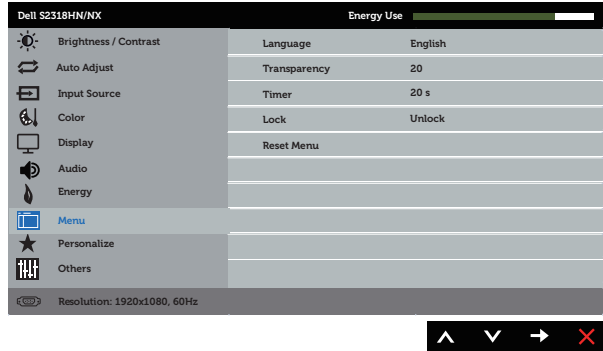 Dell S2318HN/NX Energy Use
Brightness / Contrast
Auto Adjust
Input Source
Color
Display
Audio
Energy
Menu
Personalize
Others
Language English
Transparency 20
Timer 20 s
Lock Unlock
Reset Menu
Resolution: 1920x1080, 60Hz